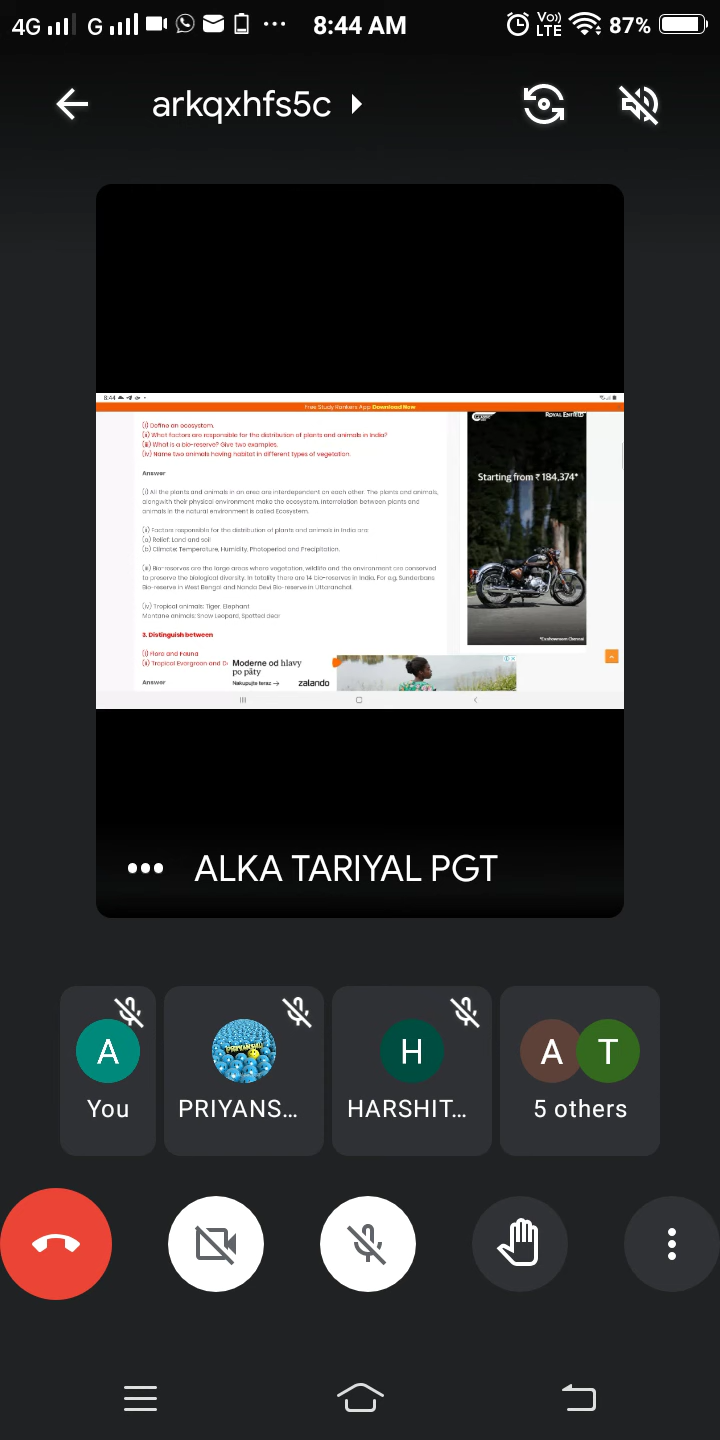 4G G 8:44 AM Vo)) LTE 87%
arkqxhfs5c
8:44
Free Study Rankers App Download Now
(i) Define an ecosystem.
(ii) What factors are responsible for the distribution of plants and animals in India?
(iii) What is a bio-reserve? Give two examples.
(iv) Name two animals having habitat in different types of vegetation.
Answer
(i) All the plants and animals in an area are interdependent on each other. The plants and animals,
alongwith their physical environment make the ecosystem. Interrelation between plants and
animals in the natural environment is called Ecosystem.
(ii) Factors responsible for the distribution of plants and animals in India are:
(a) Relief: Land and soil
(b) Climate: Temperature, Humidity, Photoperiod and Precipitation.
(iii) Bio-reserves are the large areas where vegetation, wildlife and the environment are conserved
to preserve the biological diversity. In totality there are 14 bio-reserves in India. For e.g. Sunderbans
Bio-reserve in West Bengal and Nanda Devi Bio-reserve in Uttaranchal.
(iv) Tropical animals: Tiger, Elephant
Montane animals: Snow Leopard, Spotted deer
3. Distinguish between
(i) Flora and Fauna
(ii) Tropical Evergreen and D
Answer
ROYAL ENFIELD
Starting from ₹ 184,374*
*Exshowroom Chennai
Moderne od hlavy
po päty
Nakupujte teraz →
zalando
ALKA TARIYAL PGT
A
You
PRIYANSHU
PRIYANS...
H
HARSHIT...
A T
5 others